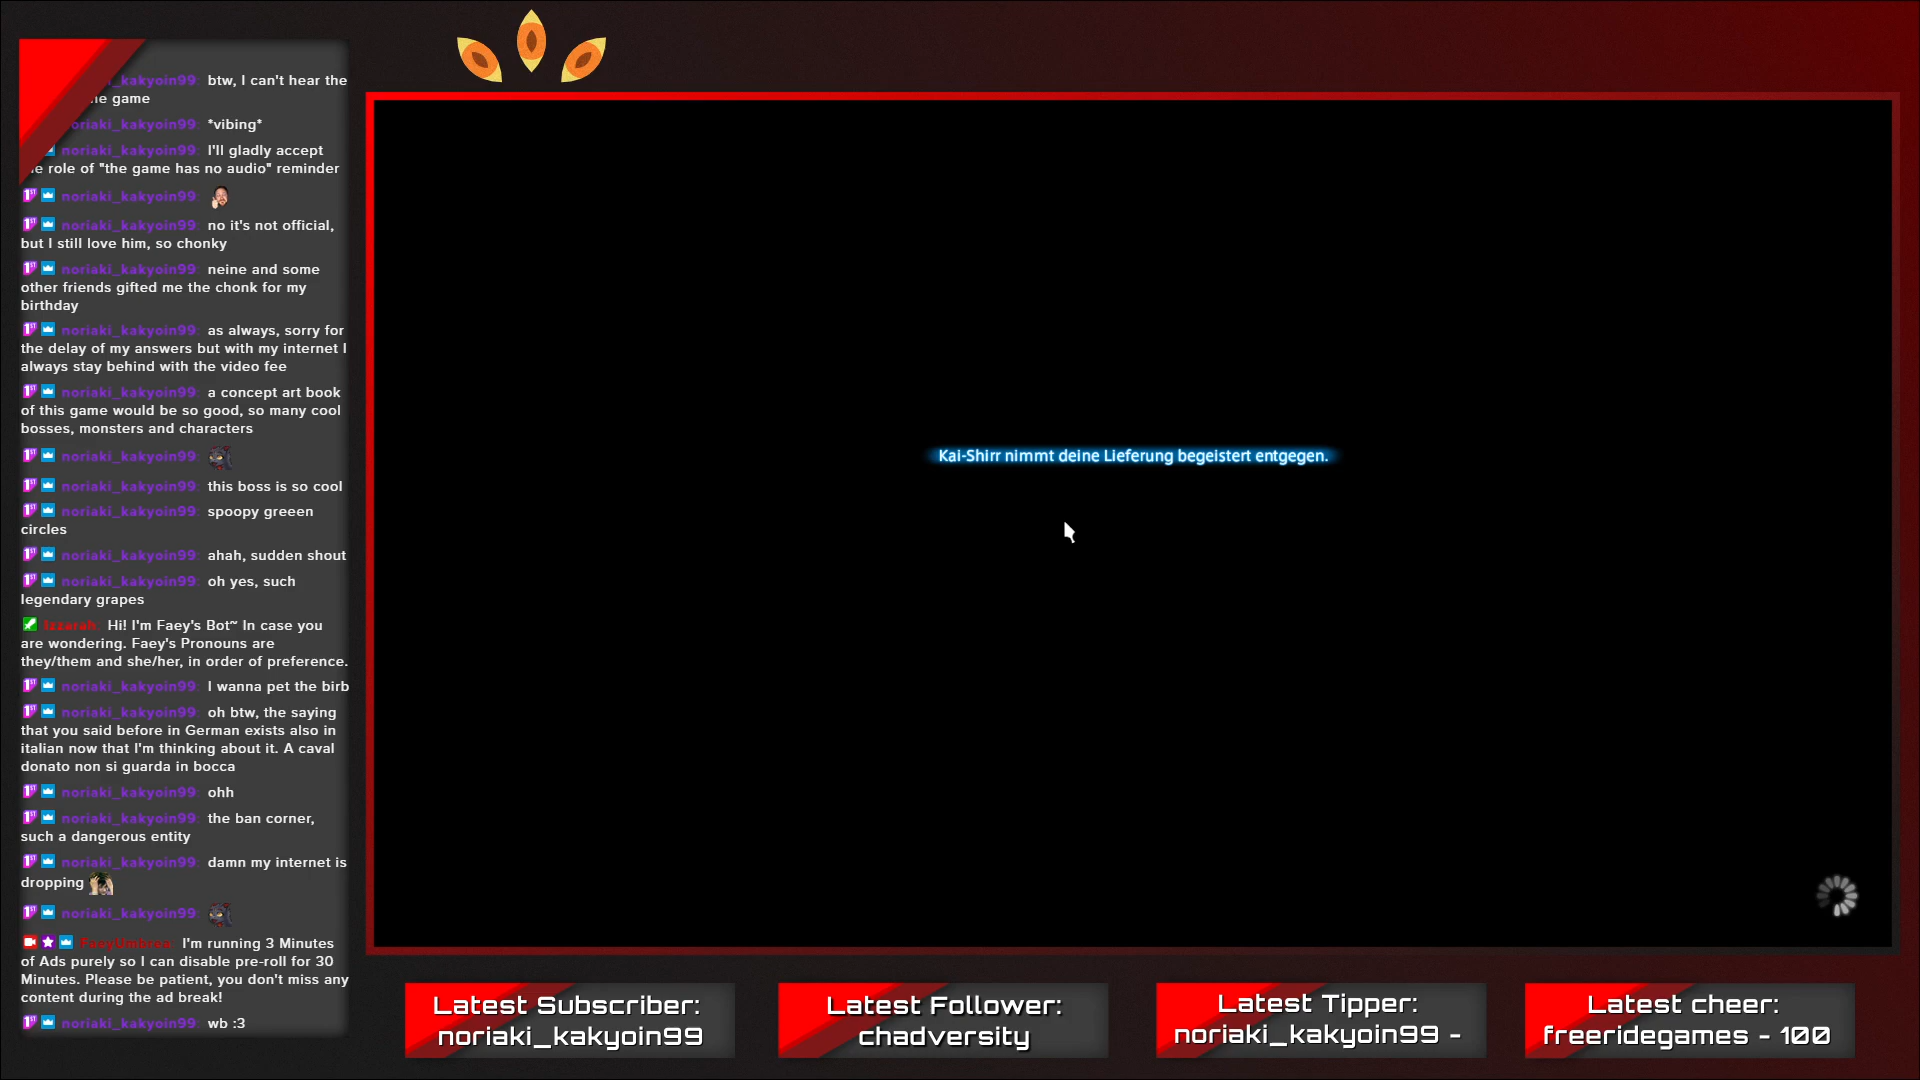 _kakyoin99: btw, I can't hear the
game
oriaki_kakyoin99: *vibing*
noriaki_kakyoin99: I'll gladly accept
role of "the game has no audio" reminder
noriaki_kakyoin99:
noriaki_kakyoin99: no it's not official,
but I still love him, so chonky
noriaki_kakyoin99: neine and some
other friends gifted me the chonk for my
birthday
noriaki_kakyoin99: as always, sorry for
the delay of my answers but with my internet I
always stay behind with the video fee
noriaki_kakyoin99: a concept art book
of this game would be so good, so many cool
bosses, monsters and characters
noriaki_kakyoin99:
noriaki_kakyoin99: this boss is so cool
noriaki_kakyoin99: spoopy greeen
circles
noriaki_kakyoin99: ahah, sudden shout
noriaki_kakyoin99: oh yes, such
legendary grapes
Izzarah: Hi! I'm Faey's Bot~ In case you
are wondering. Faey's Pronouns are
they/them and she/her, in order of preference.
noriaki_kakyoin99: I wanna pet the birb
noriaki_kakyoin99: oh btw, the saying
that you said before in German exists also in
italian now that I'm thinking about it. A caval
donato non si guarda in bocca
noriaki_kakyoin99: ohh
noriaki_kakyoin99: the ban corner,
such a dangerous entity
noriaki_kakyoin99: damn my internet is
dropping
noriaki_kakyoin99:
FaeyUmbrea: I'm running 3 Minutes
of Ads purely so I can disable pre-roll for 30
Minutes. Please be patient, you don't miss any
content during the ad break!
noriaki_kakyoin99: wb :3
Kai-Shirr nimmt deine Lieferung begeistert entgegen.
Latest Subscriber:
noriaki_kakyoin99
Latest Follower:
chadversity
Latest Tipper:
noriaki_kakyoin99 -
Latest cheer:
freeridegames - 100